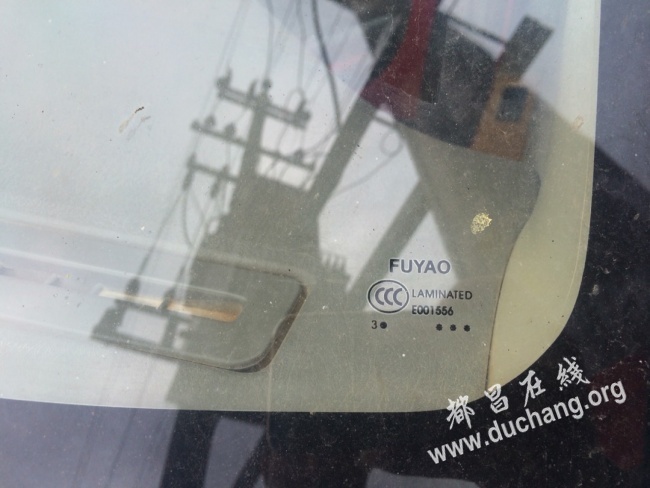 FUYAO
CCC LAMINATED
E001556
3● ●●●
都昌在线
www.duchang.org